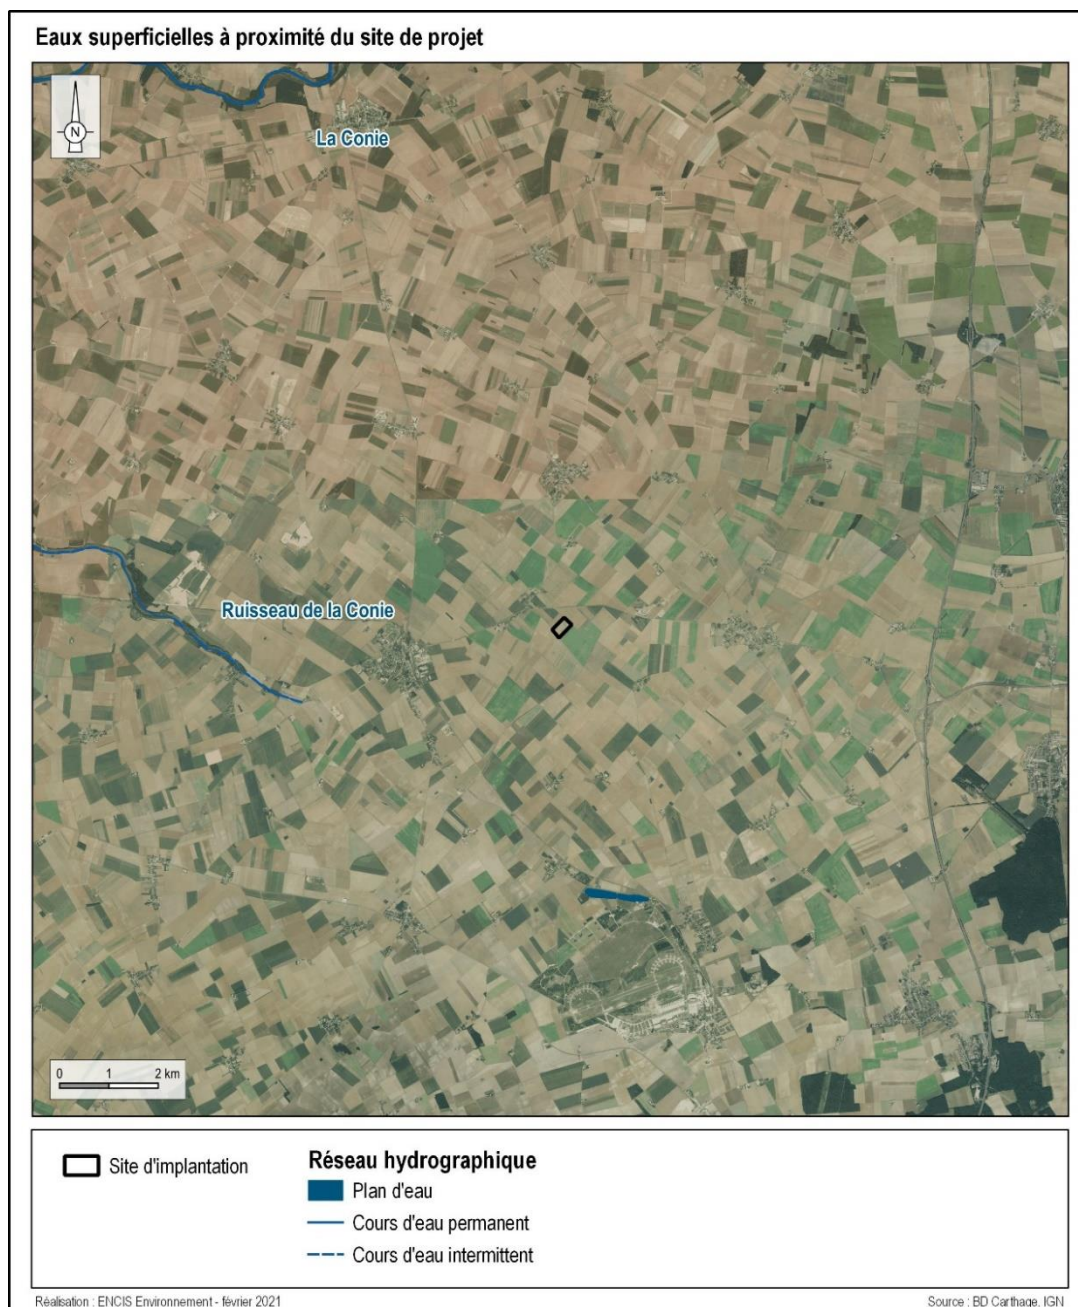 Eaux superficielles à proximité du site de projet
N
La Conie
Ruisseau de la Conie
0 1 2 km
Site d'implantation
Réseau hydrographique
Plan d'eau
Cours d'eau permanent
Cours d'eau intermittent
Réalisation : ENCIS Environnement - février 2021
Source : BD Carthage, IGN